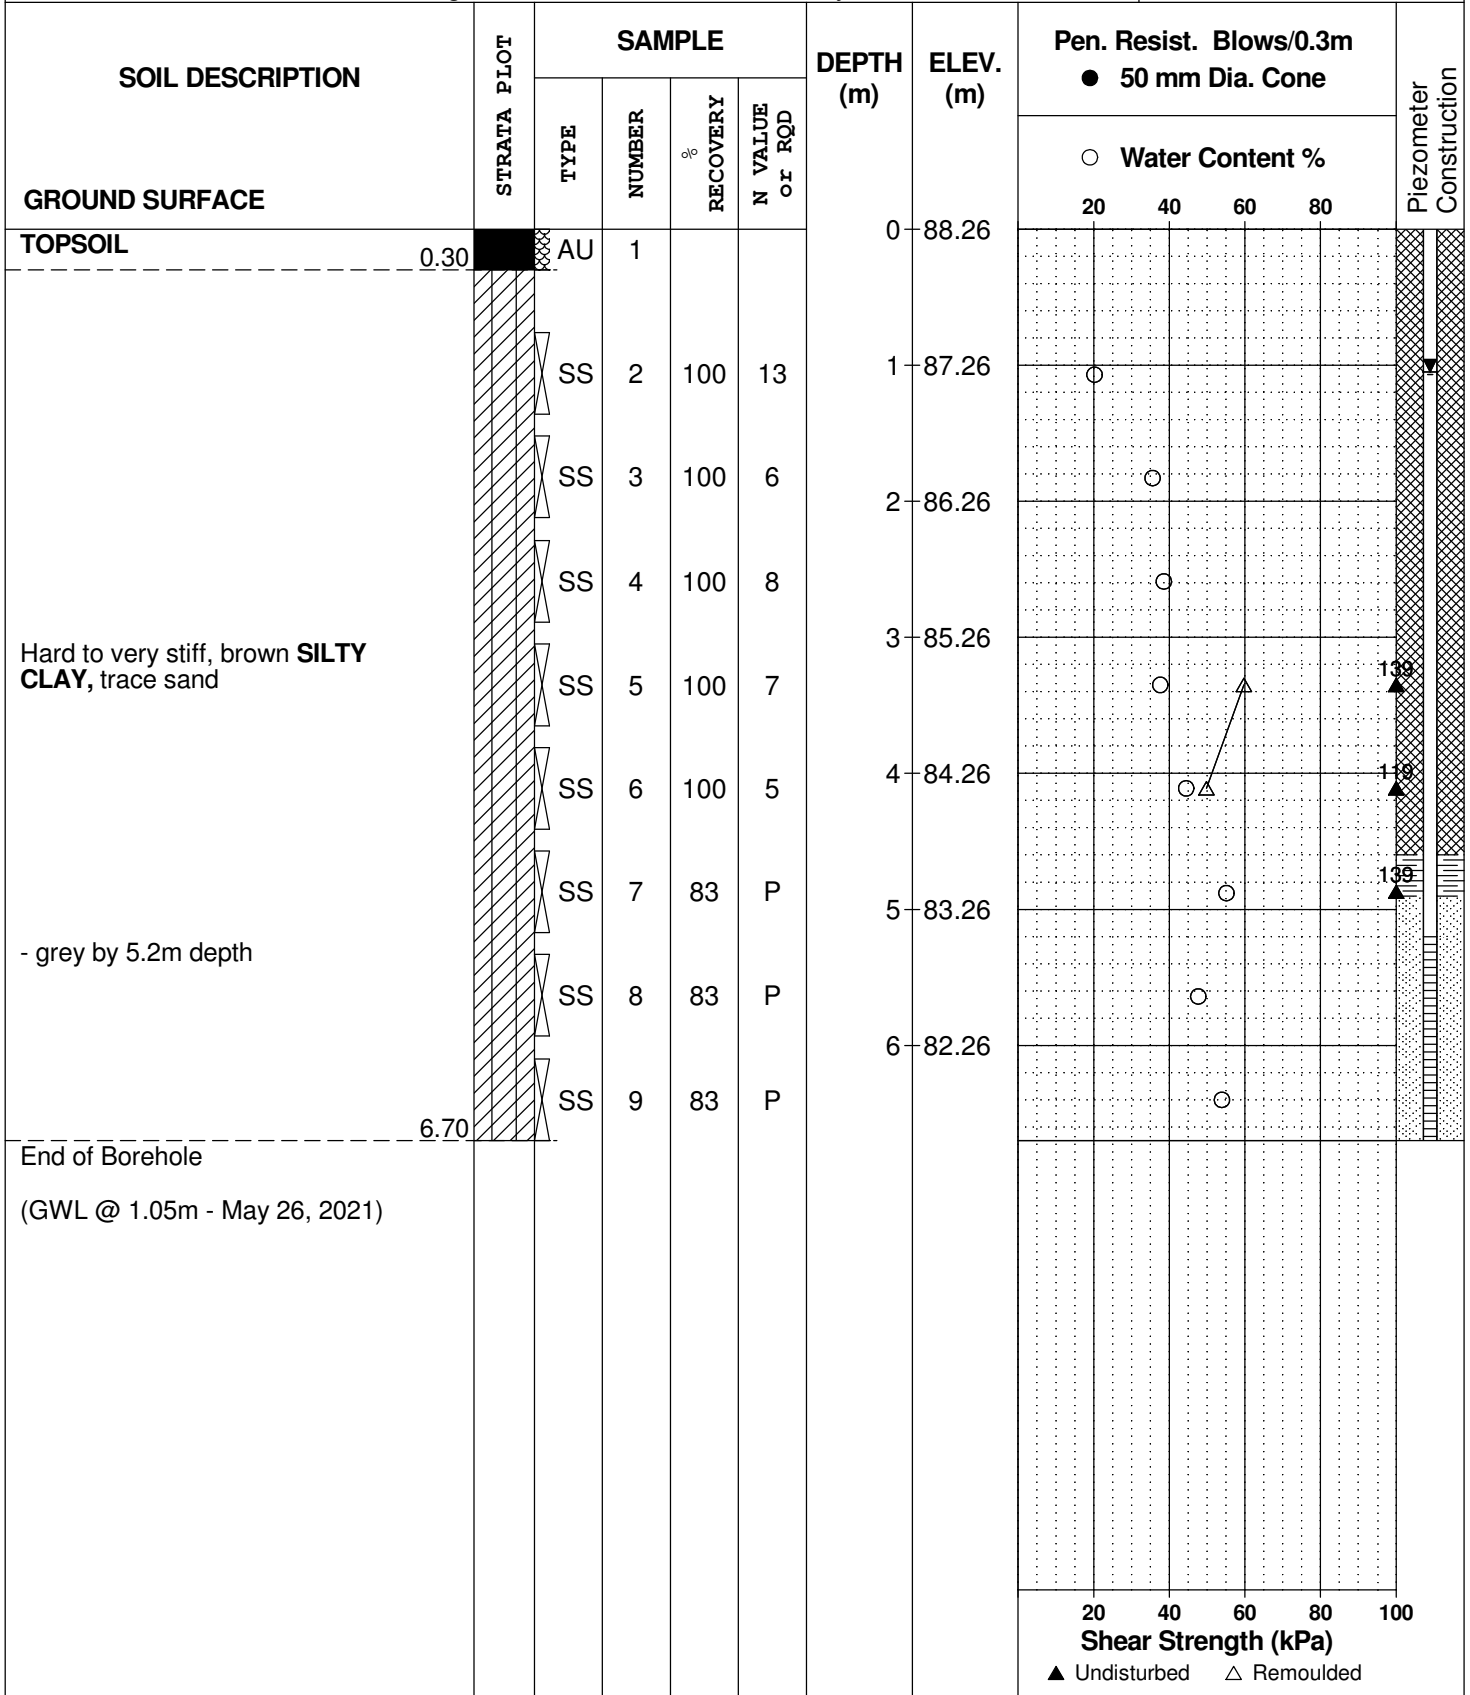 SOIL DESCRIPTION
GROUND SURFACE
STRATA PLOT
SAMPLE
TYPE
NUMBER
% RECOVERY
N VALUE or RQD
DEPTH (m)
ELEV. (m)
Pen. Resist. Blows/0.3m
● 50 mm Dia. Cone
○ Water Content %
20 40 60 80
Piezometer Construction
TOPSOIL
0.30
AU 1
0 88.26
SS 2 100 13
1 87.26
SS 3 100 6
2 86.26
SS 4 100 8
3 85.26
Hard to very stiff, brown SILTY
CLAY, trace sand
SS 5 100 7
139
4 84.26
SS 6 100 5
119
SS 7 83 P
139
5 83.26
- grey by 5.2m depth
SS 8 83 P
6 82.26
SS 9 83 P
6.70
End of Borehole
(GWL @ 1.05m - May 26, 2021)
20 40 60 80 100
Shear Strength (kPa)
▲ Undisturbed △ Remoulded